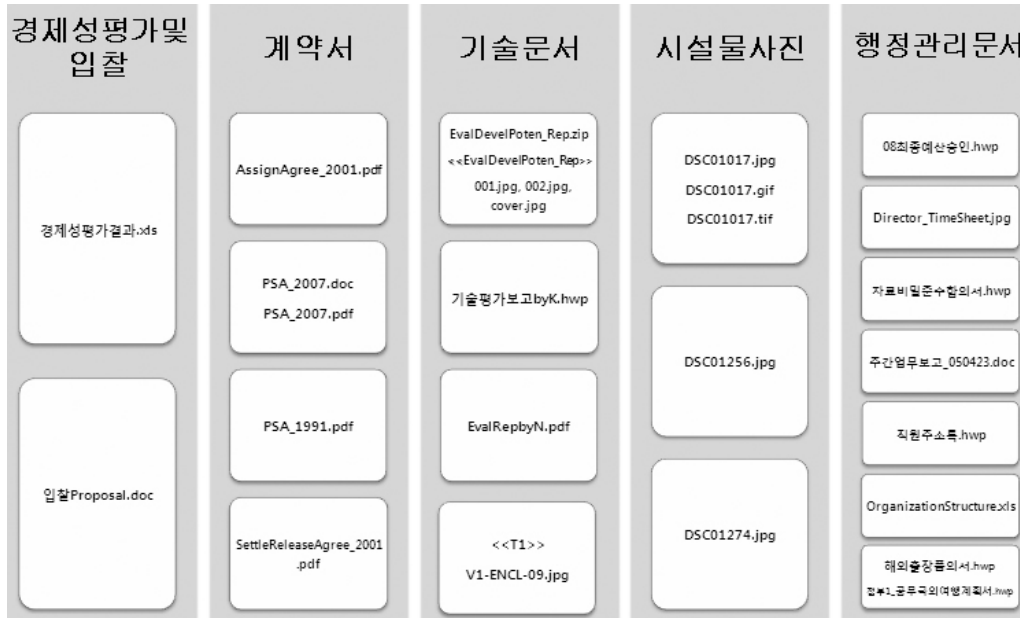 경제성평가및
입찰
경제성평가결과.xls
입찰Proposal.doc
계약서
AssignAgree_2001.pdf
PSA_2007.doc
PSA_2007.pdf
PSA_1991.pdf
SettleReleaseAgree_2001
.pdf
기술문서
EvalDevelPoten_Rep.zip
<<EvalDevelPoten_Rep>>
001.jpg, 002.jpg,
cover.jpg
기술평가보고byK.hwp
EvalRepbyN.pdf
<<T1>>
V1-ENCL-09.jpg
시설물사진
DSC01017.jpg
DSC01017.gif
DSC01017.tif
DSC01256.jpg
DSC01274.jpg
행정관리문서
08최종예산승인.hwp
Director_TimeSheet.jpg
자료비밀준수합의서.hwp
주간업무보고_050423.doc
직원주소록.hwp
OrganizationStructure.xls
해외출장품의서.hwp
첨부1_공무국외여행계획서.hwp